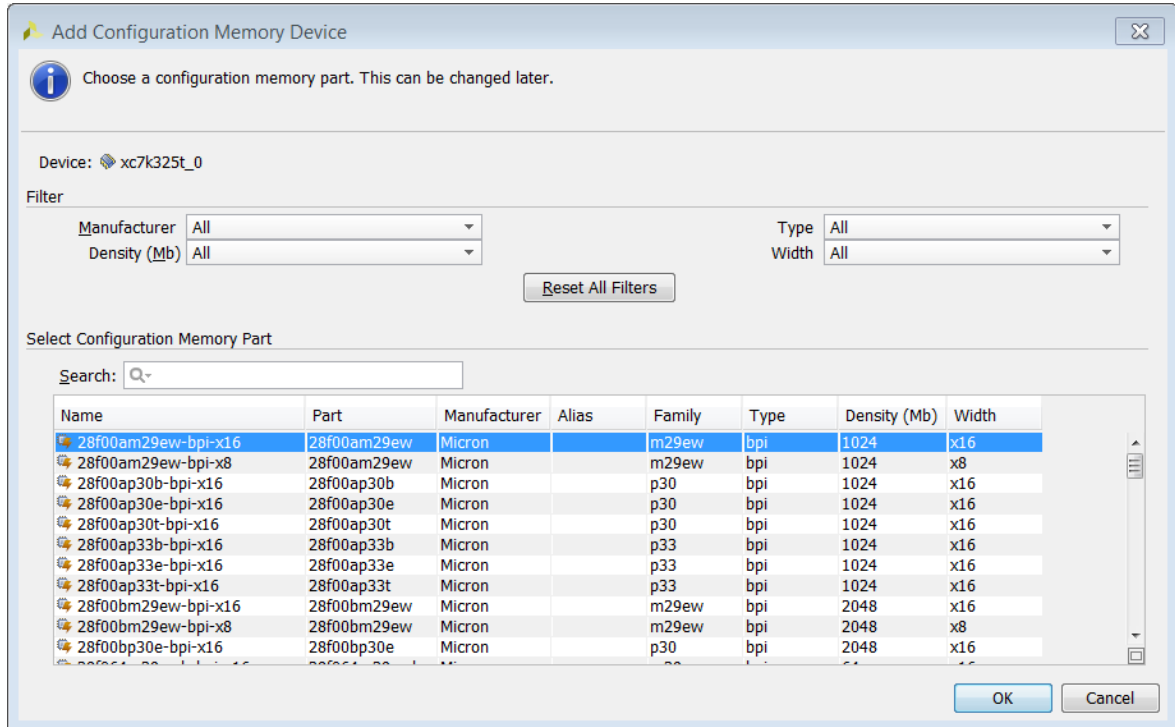 Add Configuration Memory Device
Choose a configuration memory part. This can be changed later.
Device: xc7k325t_0
Filter
Manufacturer All Type All
Density (Mb) All Width All
Reset All Filters
Select Configuration Memory Part
Search:
Name Part Manufacturer Alias Family Type Density (Mb) Width
28f00am29ew-bpi-x16 28f00am29ew Micron m29ew bpi 1024 x16
28f00am29ew-bpi-x8 28f00am29ew Micron m29ew bpi 1024 x8
28f00ap30b-bpi-x16 28f00ap30b Micron p30 bpi 1024 x16
28f00ap30e-bpi-x16 28f00ap30e Micron p30 bpi 1024 x16
28f00ap30t-bpi-x16 28f00ap30t Micron p30 bpi 1024 x16
28f00ap33b-bpi-x16 28f00ap33b Micron p33 bpi 1024 x16
28f00ap33e-bpi-x16 28f00ap33e Micron p33 bpi 1024 x16
28f00ap33t-bpi-x16 28f00ap33t Micron p33 bpi 1024 x16
28f00bm29ew-bpi-x16 28f00bm29ew Micron m29ew bpi 2048 x16
28f00bm29ew-bpi-x8 28f00bm29ew Micron m29ew bpi 2048 x8
28f00bp30e-bpi-x16 28f00bp30e Micron p30 bpi 2048 x16
OK Cancel